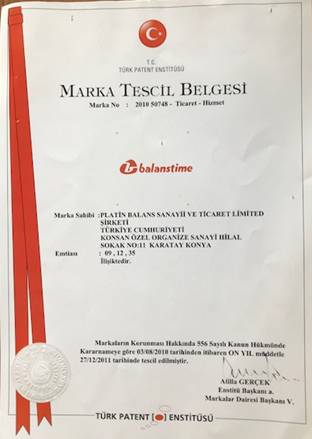 T.C.
TÜRK PATENT ENSTİTÜSÜ
MARKA TESCİL BELGESİ
Marka No : 2010 50748 - Ticaret - Hizmet
balanstime
Marka Sahibi :PLATİN BALANS SANAYİİ VE TİCARET LİMİTED
ŞİRKETİ
TÜRKİYE CUMHURİYETİ
KONSAN ÖZEL ORGANİZE SANAYİ HİLAL
SOKAK NO:11 KARATAY KONYA
Emtiası : 09 , 12 , 35
İlişiktedir.
Markaların Korunması Hakkında 556 Sayılı Kanun Hükmünde
Kararnameye göre 03/08/2010 tarihinden itibaren ON YIL müddetle
27/12/2011 tarihinde tescil edilmiştir.
Atilla GERÇEK
Enstitü Başkanı a.
Markalar Dairesi Başkanı V.
TÜRK PATENT ENSTİTÜSÜ